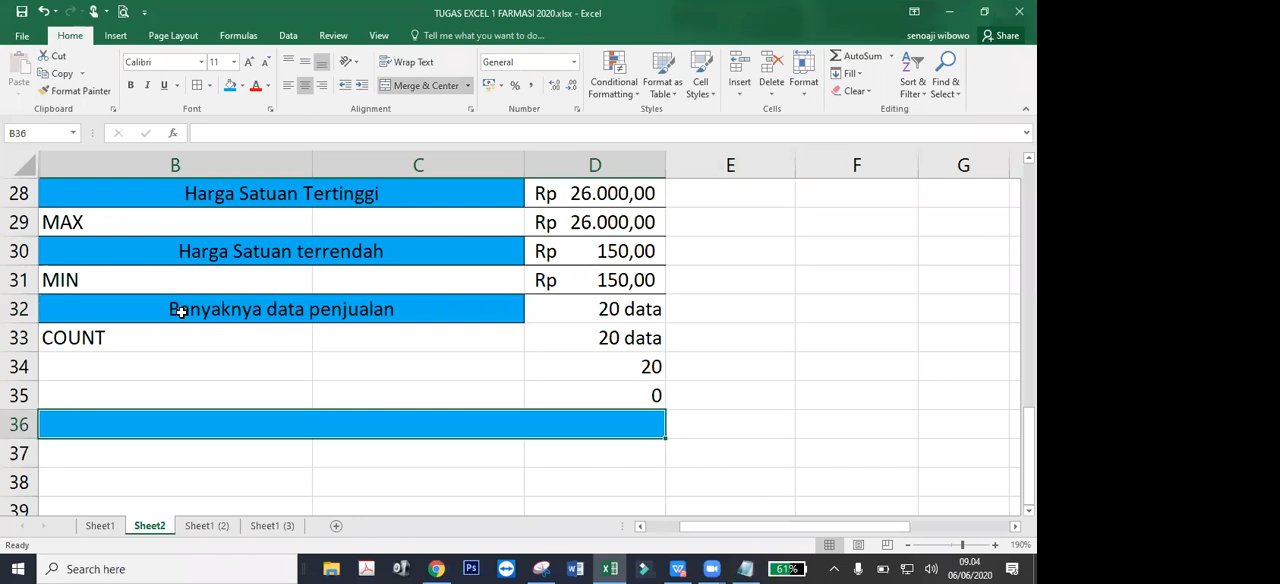 TUGAS EXCEL 1 FARMASI 2020.xlsx - Excel
File Home Insert Page Layout Formulas Data Review View Tell me what you want to do... senoaji wibowo Share
Paste Cut Copy Format Painter Clipboard
Calibri 11 A A B I U A Font
Wrap Text Merge & Center Alignment
General % , Number
Conditional Formatting Format as Table Cell Styles Styles
Insert Delete Format Cells
AutoSum Fill Clear Sort & Filter Find & Select Editing
B36 fx
B C D E F G
28 Harga Satuan Tertinggi Rp 26.000,00
29 MAX Rp 26.000,00
30 Harga Satuan terrendah Rp 150,00
31 MIN Rp 150,00
32 Banyaknya data penjualan 20 data
33 COUNT 20 data
34 20
35 0
36
37
38
39
Sheet1 Sheet2 Sheet1 (2) Sheet1 (3)
Ready 190%
Search here 61% 09.04
06/06/2020